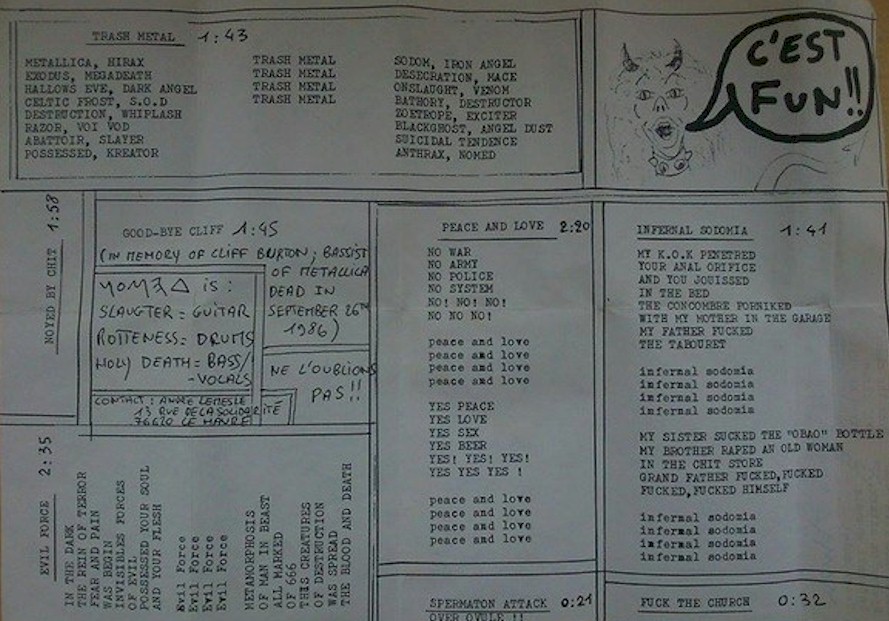 TRASH METAL 1:43
METALLICA, HIRAX
EXODUS, MEGADEATH
HALLOWS EVE, DARK ANGEL
CELTIC FROST, S.O.D
DESTRUCTION, WHIPLASH
RAZOR, VOI VOD
ABATTOIR, SLAYER
POSSESSED, KREATOR
TRASH METAL
TRASH METAL
TRASH METAL
TRASH METAL
SODOM, IRON ANGEL
DESECRATION, MACE
ONSLAUGHT, VENOM
BATHORY, DESTRUCTOR
ZOETROPE, EXCITER
BLACKGHOST, ANGEL DUST
SUICIDAL TENDENCE
ANTHRAX, NOMED
C'EST
FUN!!
NOYED BY CHIT 1:58
GOOD-BYE CLIFF 1:45
(IN MEMORY OF CLIFF BURTON; BASSIST
OF METALLICA
DEAD IN
SEPTEMBER 26TH
1986)
NE L'OUBLIONS
PAS!!
is :
SLAUGTER = GUITAR
ROTTENESS = DRUMS
HOLY DEATH = BASS/
-VOCALS
CONTACT : ANDRE LEMESLE
13 RUE DE LA SOLIDARITÉ
76620 LE HAVRE
PEACE AND LOVE 2:20
NO WAR
NO ARMY
NO POLICE
NO SYSTEM
NO! NO! NO!
NO NO NO!
peace and love
peace and love
peace and love
peace and love
YES PEACE
YES LOVE
YES SEX
YES BEER
YES! YES! YES!
YES YES YES !
peace and love
peace and love
peace and love
peace and love
INFERNAL SODOMIA 1:41
MY K.O.K PENETRED
YOUR ANAL ORIFICE
AND YOU JOUISSED
IN THE BED
THE CONCOMBRE FORNIKED
WITH MY MOTHER IN THE GARAGE
MY FATHER FUCKED
THE TABOURET
infernal sodomia
infernal sodomia
infernal sodomia
infernal sodomia
MY SISTER SUCKED THE "OBAO" BOTTLE
MY BROTHER RAPED AN OLD WOMAN
IN THE CHIT STORE
GRAND FATHER FUCKED,FUCKED
FUCKED,FUCKED HIMSELF
infernal sodomia
infernal sodomia
infernal sodomia
infernal sodomia
EVIL FORCE 2:35
IN THE DARK
THE REIN OF TERROR
FEAR AND PAIN
WAS BEGIN
INVISIBLES FORCES
OF EVIL
POSSESSED YOUR SOUL
AND YOUR FLESH
Evil Force
Evil Force
Evil Force
Evil Force
METAMORPHOSIS
OF MAN IN BEAST
ALL MARKED
OF 666
THIS CREATURES
OF DESTRUCTION
WAS SPREAD
THE BLOOD AND DEATH
SPERMATON ATTACK 0:21
OVER OVULE !!
FUCK THE CHURCH 0:32